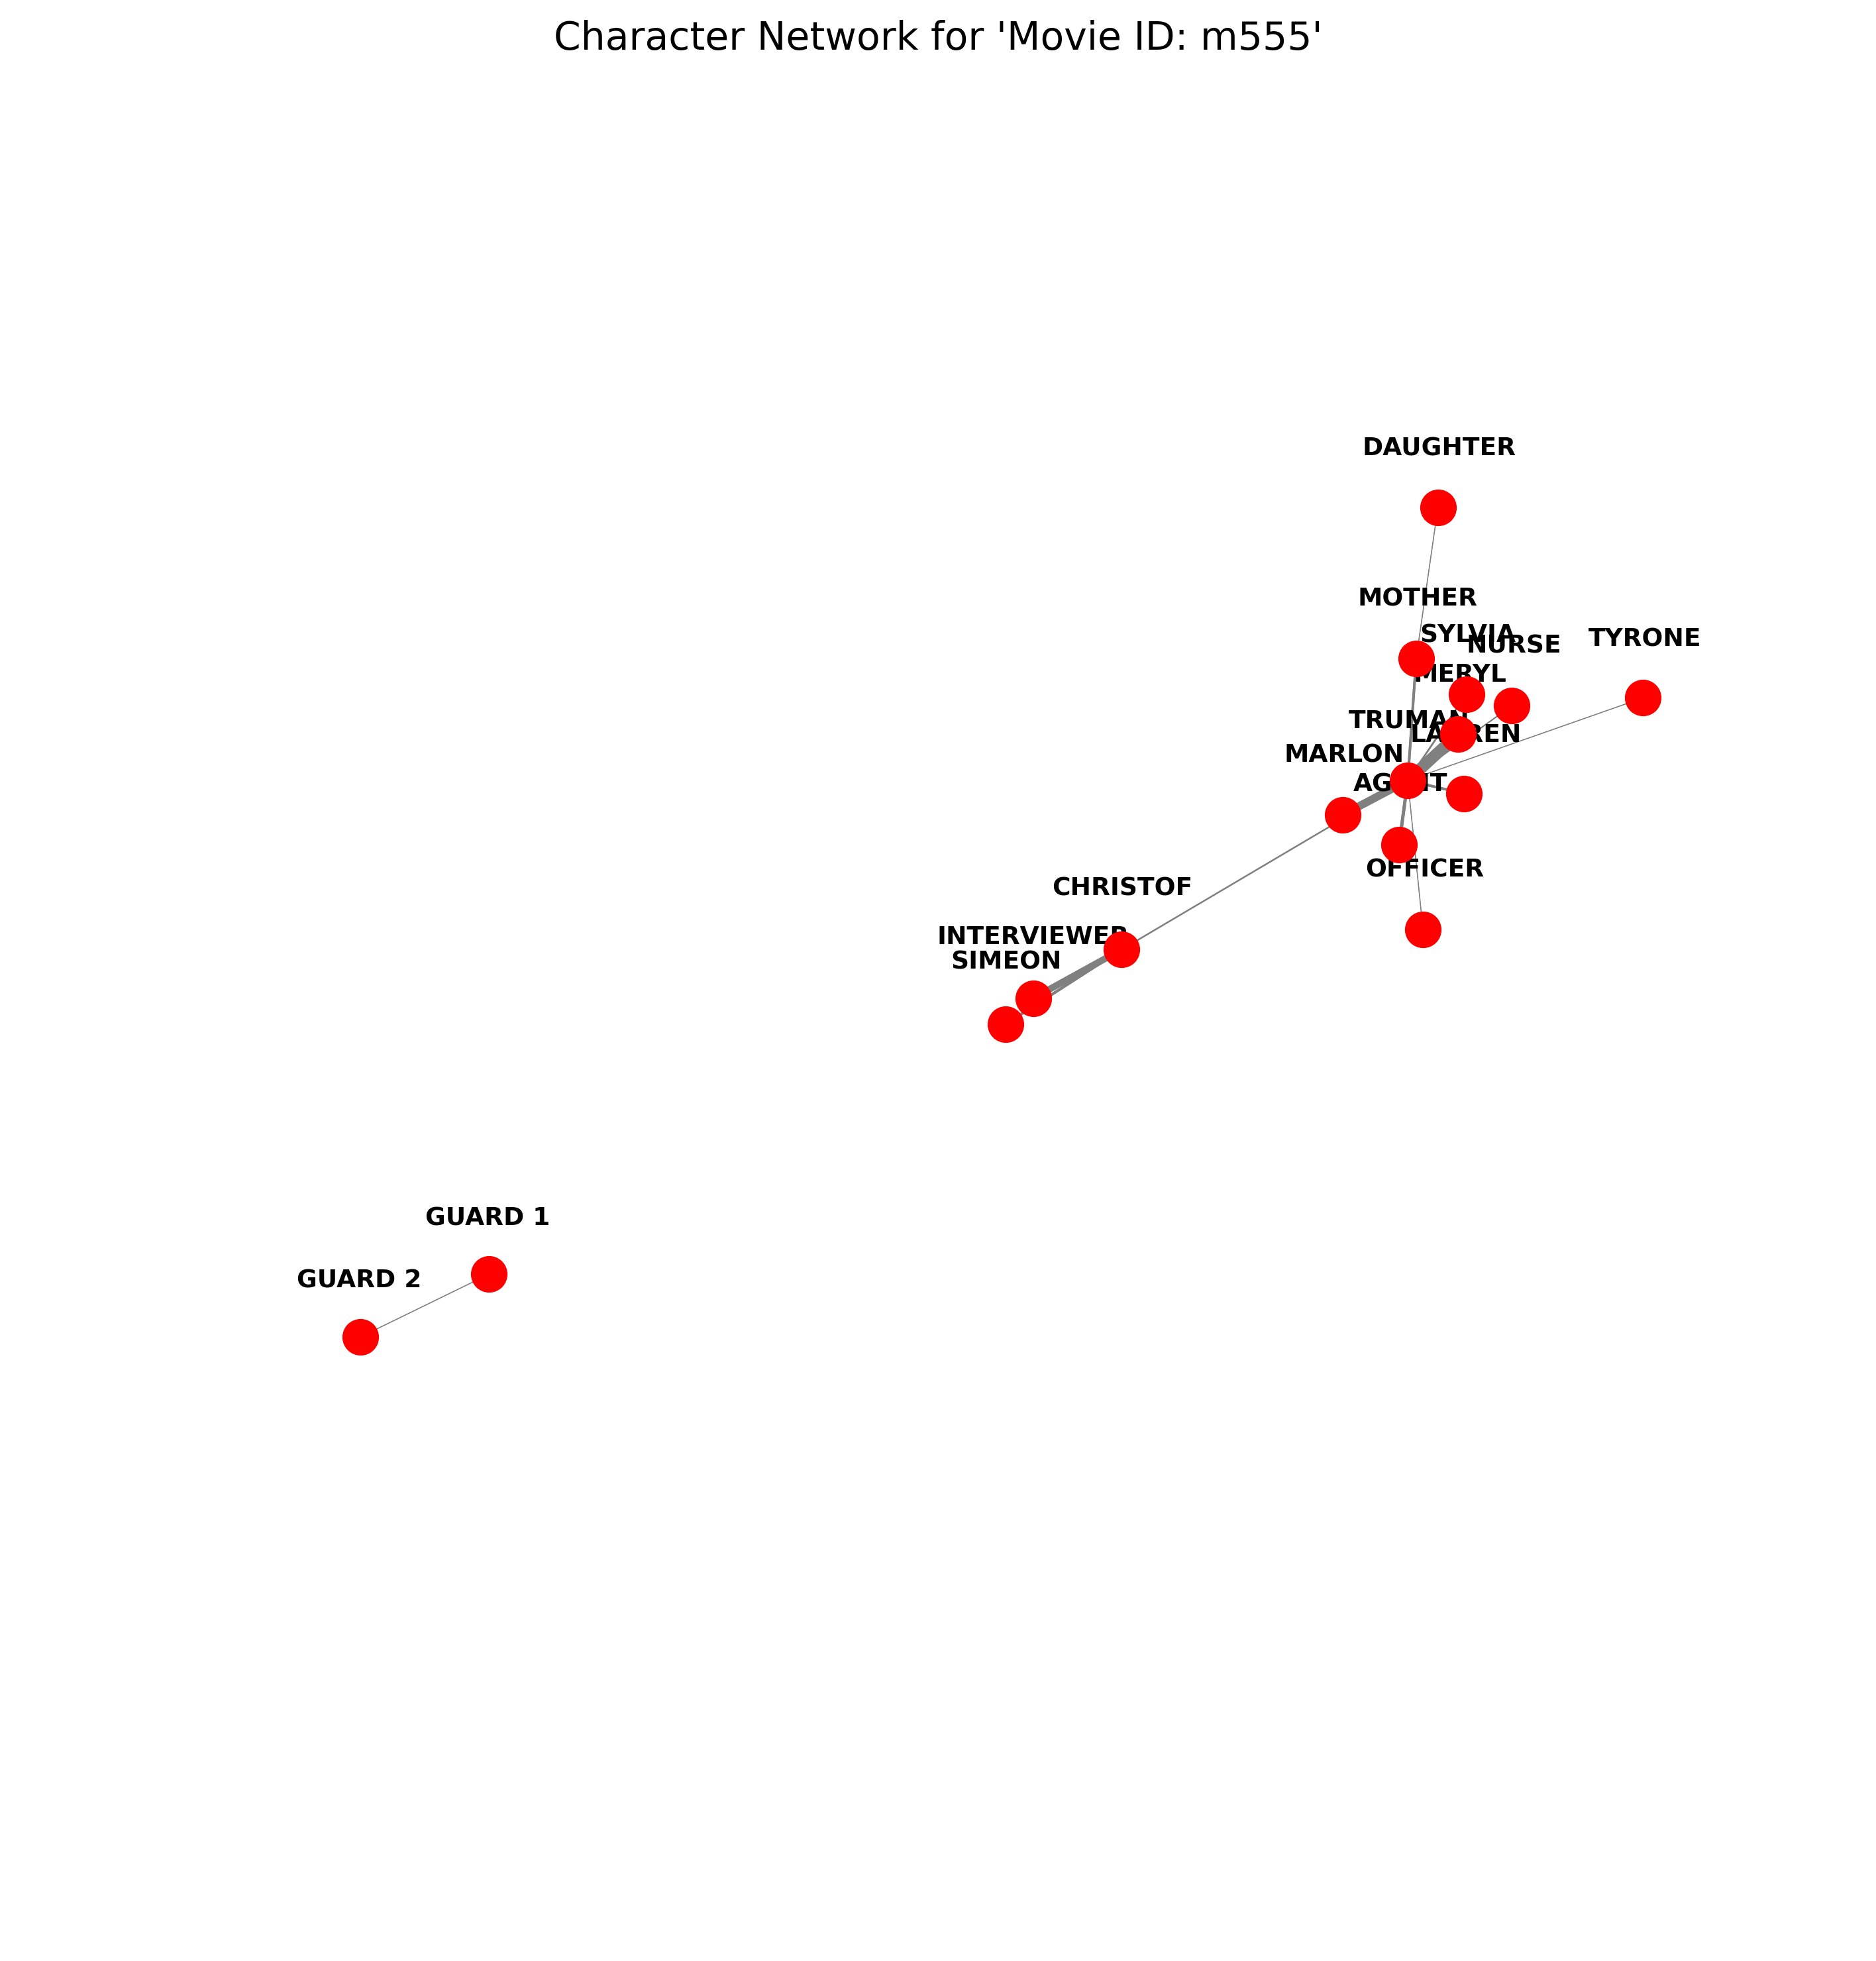 Character Network for 'Movie ID: m555'
DAUGHTER
MOTHER
SYLVIA
NURSE
TYRONE
MERYL
TRUMAN
LAUREN
MARLON
AGENT
OFFICER
CHRISTOF
INTERVIEWER
SIMEON
GUARD 1
GUARD 2